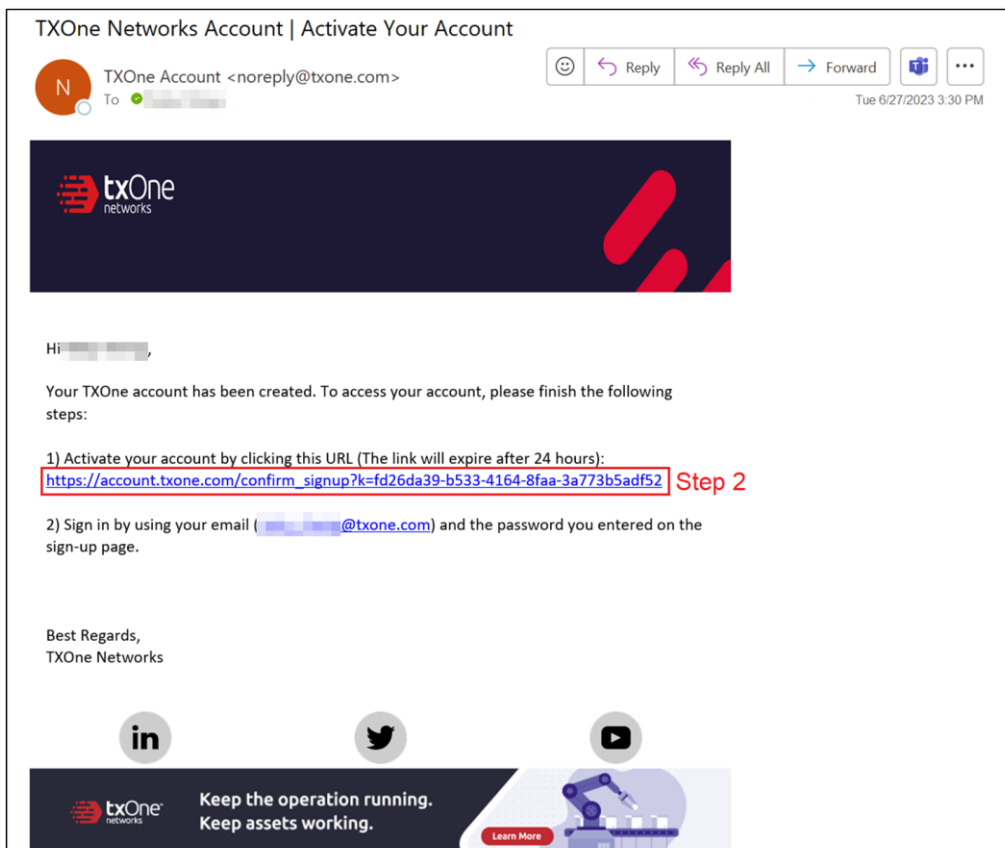 TXOne Networks Account | Activate Your Account
N
TXOne Account <noreply@txone.com>
To
Reply
Reply All
Forward
Tue 6/27/2023 3:30 PM
txOne
networks
Hi ,
Your TXOne account has been created. To access your account, please finish the following
steps:
1) Activate your account by clicking this URL (The link will expire after 24 hours):
https://account.txone.com/confirm_signup?k=fd26da39-b533-4164-8faa-3a773b5adf52 Step 2
2) Sign in by using your email ( @txone.com) and the password you entered on the
sign-up page.
Best Regards,
TXOne Networks
in
txOne
networks
Keep the operation running.
Keep assets working.
Learn More